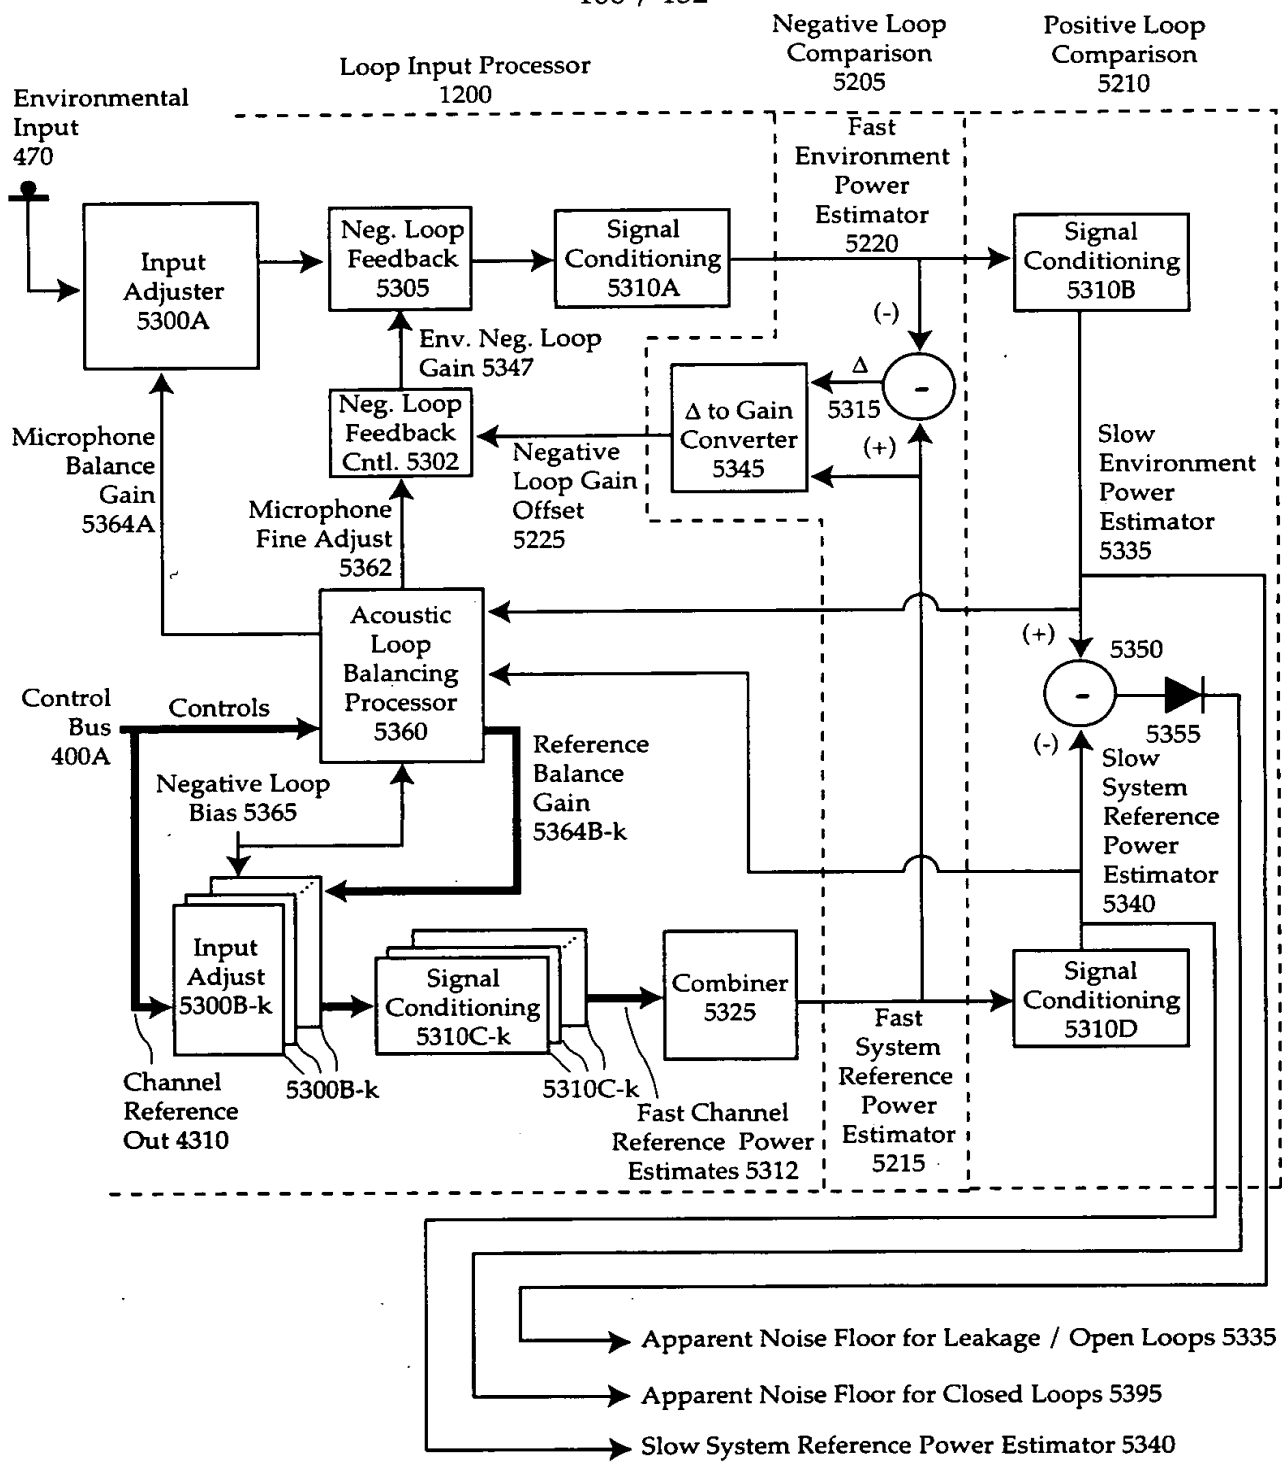 Negative Loop
Comparison
5205
Positive Loop
Comparison
5210
Loop Input Processor
1200
Environmental
Input
470
Fast
Environment
Power
Estimator
5220
Input
Adjuster
5300A
Neg. Loop
Feedback
5305
Signal
Conditioning
5310A
Signal
Conditioning
5310B
(-)
Env. Neg. Loop
Gain 5347
Δ
5315
-
(+)
Neg. Loop
Feedback
Cntl. 5302
Δ to Gain
Converter
5345
Microphone
Balance
Gain
5364A
Negative
Loop Gain
Offset
5225
Slow
Environment
Power
Estimator
5335
Microphone
Fine Adjust
5362
Acoustic
Loop
Balancing
Processor
5360
(+)
5350
-
5355
(-)
Control
Bus
400A
Controls
Negative Loop
Bias 5365
Reference
Balance
Gain
5364B-k
Slow
System
Reference
Power
Estimator
5340
Input
Adjust
5300B-k
Signal
Conditioning
5310C-k
Combiner
5325
Signal
Conditioning
5310D
Fast
System
Reference
Power
Estimator
5215
Channel
Reference
Out 4310
5300B-k
5310C-k
Fast Channel
Reference Power
Estimates 5312
Apparent Noise Floor for Leakage / Open Loops 5335
Apparent Noise Floor for Closed Loops 5395
Slow System Reference Power Estimator 5340